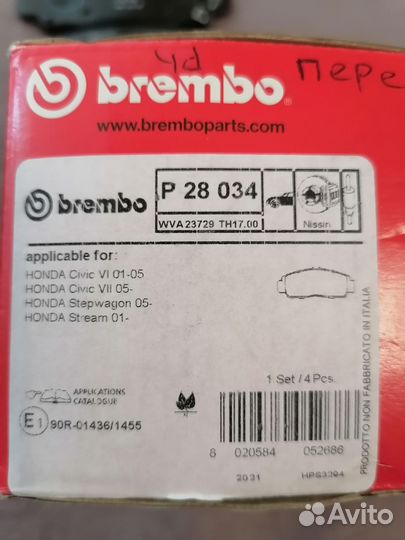 чд
пере
brembo
www.bremboparts.com
brembo
P 28 034
WVA 23729 TH17.00
Nissin
applicable for:
HONDA Civic VI 01-05
HONDA Civic VII 05-
HONDA Stepwagon 05-
HONDA Stream 01-
1 Set / 4 Pcs.
APPLICATIONS
CATALOGUE
E1 90R-01436/1455
8 020584 052686
2031
PRODOTTO NON FABBRICATO IN ITALIA
Avito